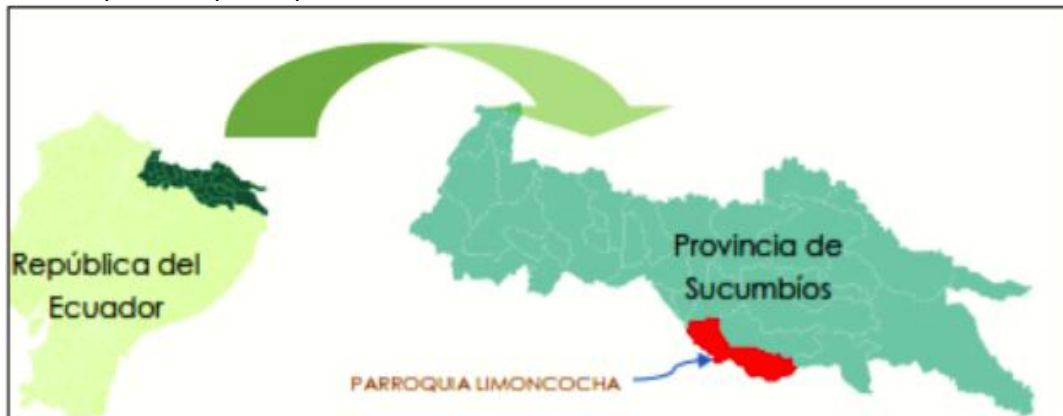 República del
Ecuador
Provincia de
Sucumbíos
PARROQUIA LIMONCOCHA